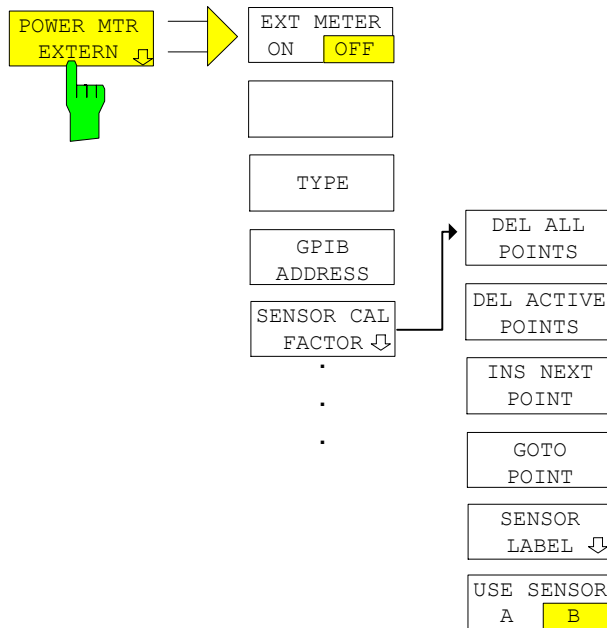 POWER MTR
EXTERN
EXT METER
ON OFF
TYPE
GPIB
ADDRESS
SENSOR CAL
FACTOR
.
.
.
DEL ALL
POINTS
DEL ACTIVE
POINTS
INS NEXT
POINT
GOTO
POINT
SENSOR
LABEL
USE SENSOR
A B